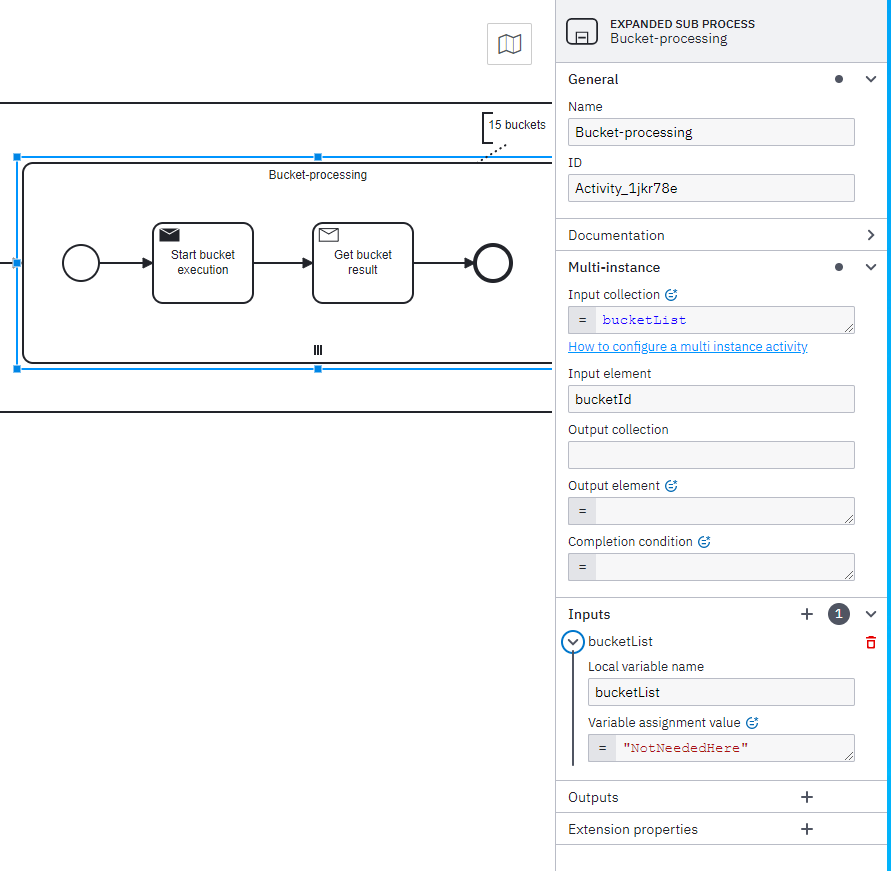 15 buckets
Bucket-processing
Start bucket
execution
Get bucket
result
EXPANDED SUB PROCESS
Bucket-processing
General
Name
Bucket-processing
ID
Activity_1jkr78e
Documentation
Multi-instance
Input collection
= bucketList
How to configure a multi instance activity
Input element
bucketId
Output collection
Output element
=
Completion condition
=
Inputs
1
bucketList
Local variable name
bucketList
Variable assignment value
= "NotNeededHere"
Outputs
Extension properties